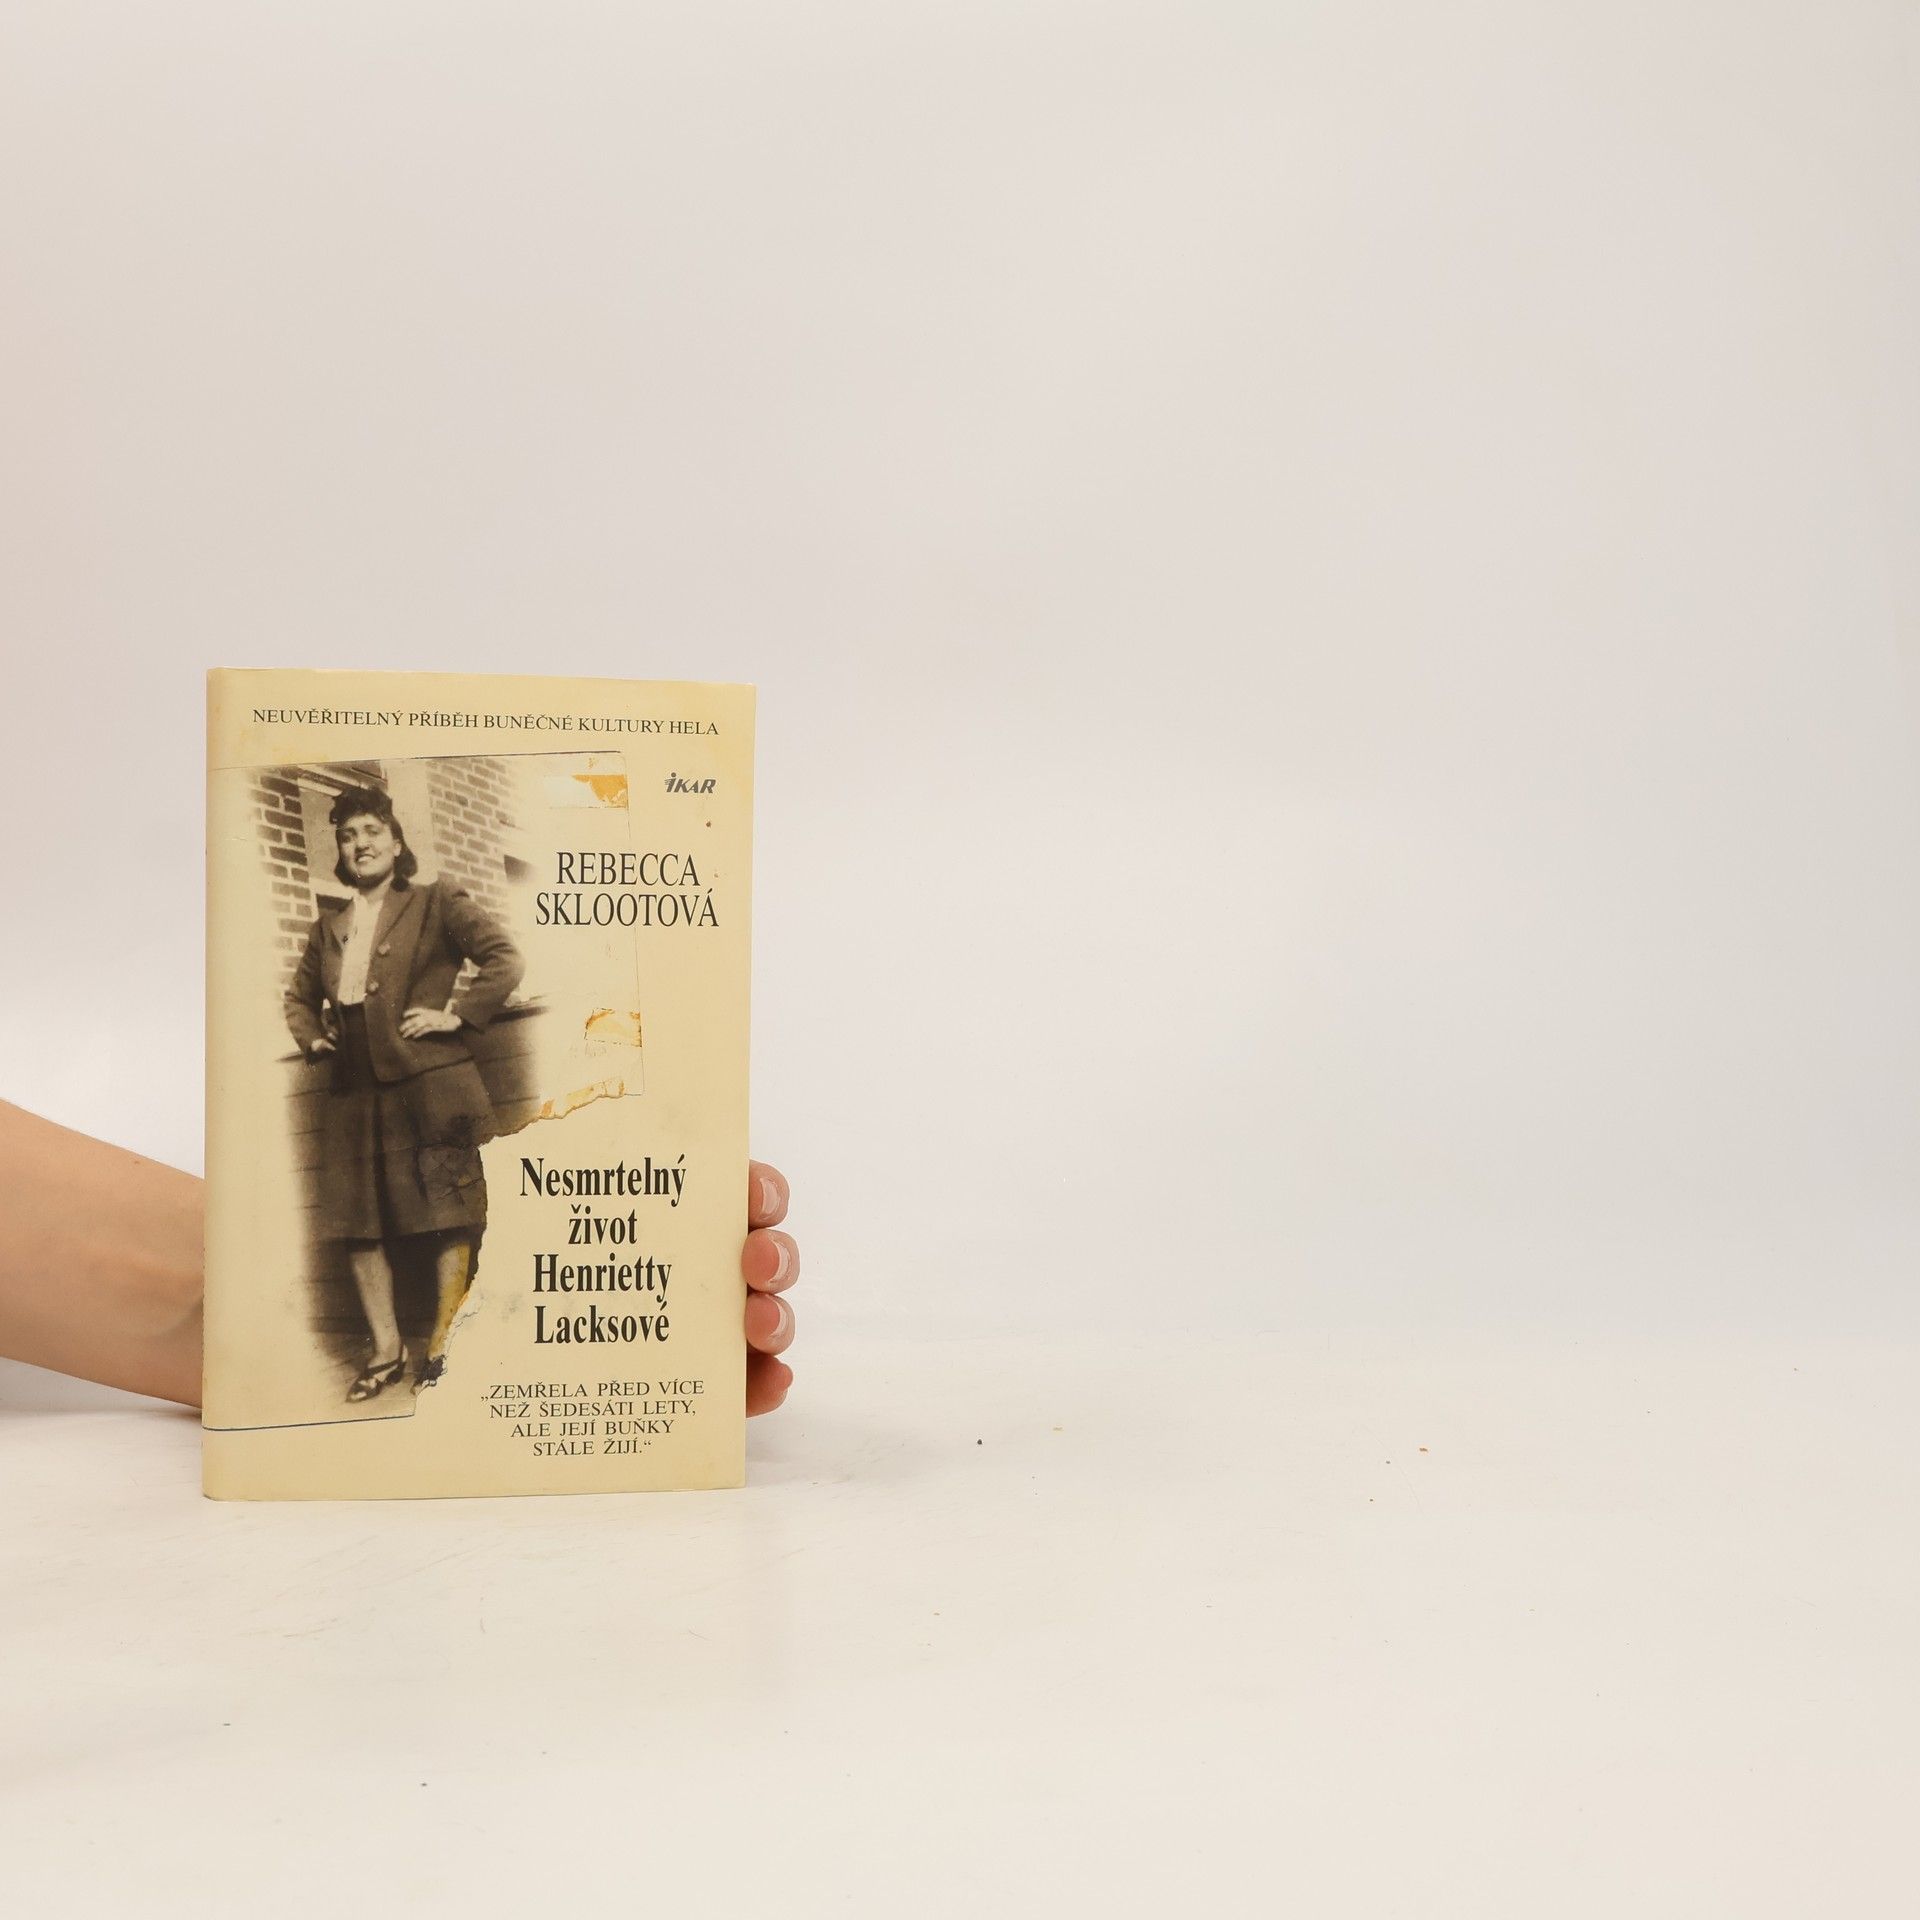 NEUVĚŘITELNÝ PŘÍBĚH BUNĚČNÉ KULTURY HELA
iKAR
REBECCA
SKLOOTOVÁ
Nesmrtelný
život
Henrietty
Lacksové
„ZEMŘELA PŘED VÍCE
NEŽ ŠEDESÁTI LETY,
ALE JEJÍ BUŇKY
STÁLE ŽIJÍ.“